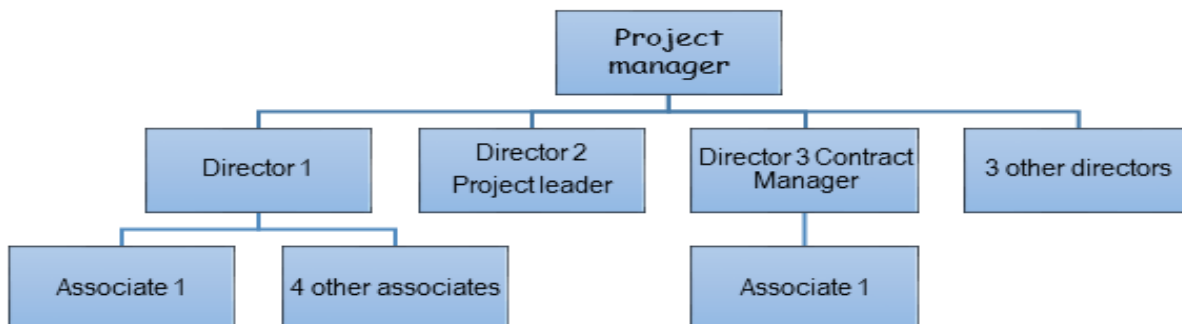 Project
manager
Director 1
Director 2
Project leader
Director 3 Contract
Manager
3 other directors
Associate 1
4 other associates
Associate 1